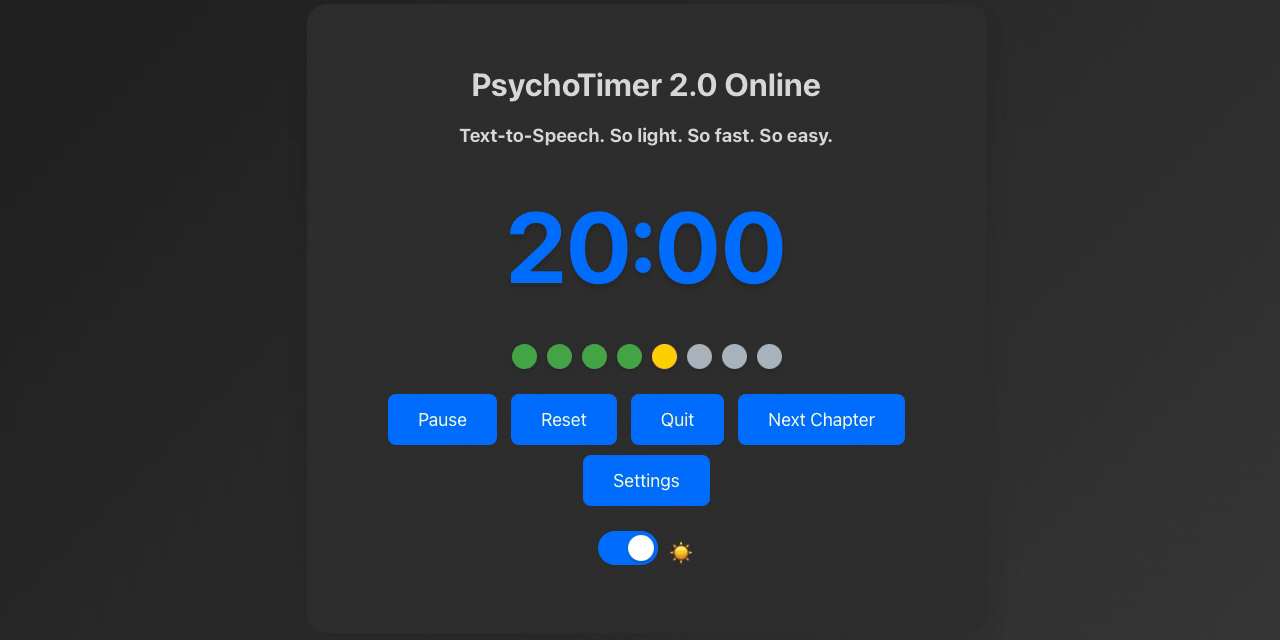 PsychoTimer 2.0 Online
Text-to-Speech. So light. So fast. So easy.
20:00
Pause Reset Quit Next Chapter
Settings